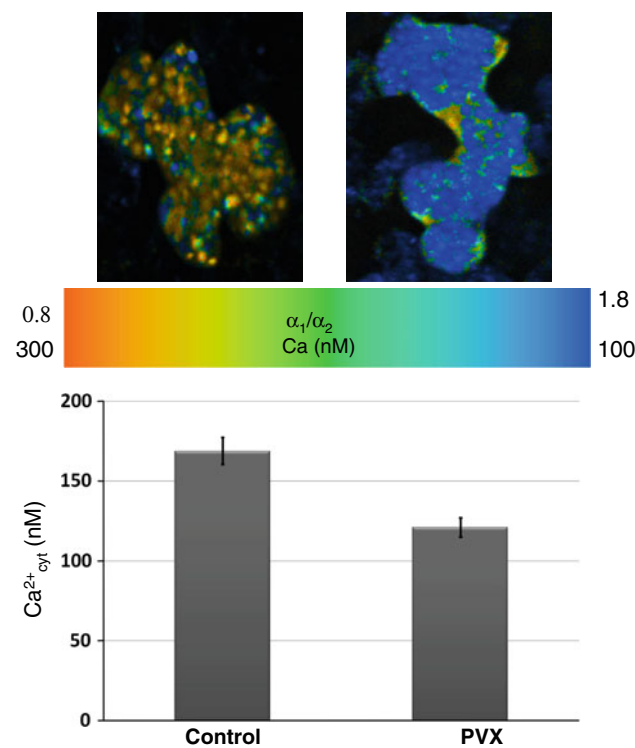 0.8 α₁/α₂ 1.8
300 Ca (nM) 100
200
150
100
50
0
Ca²⁺cyt (nM)
Control PVX